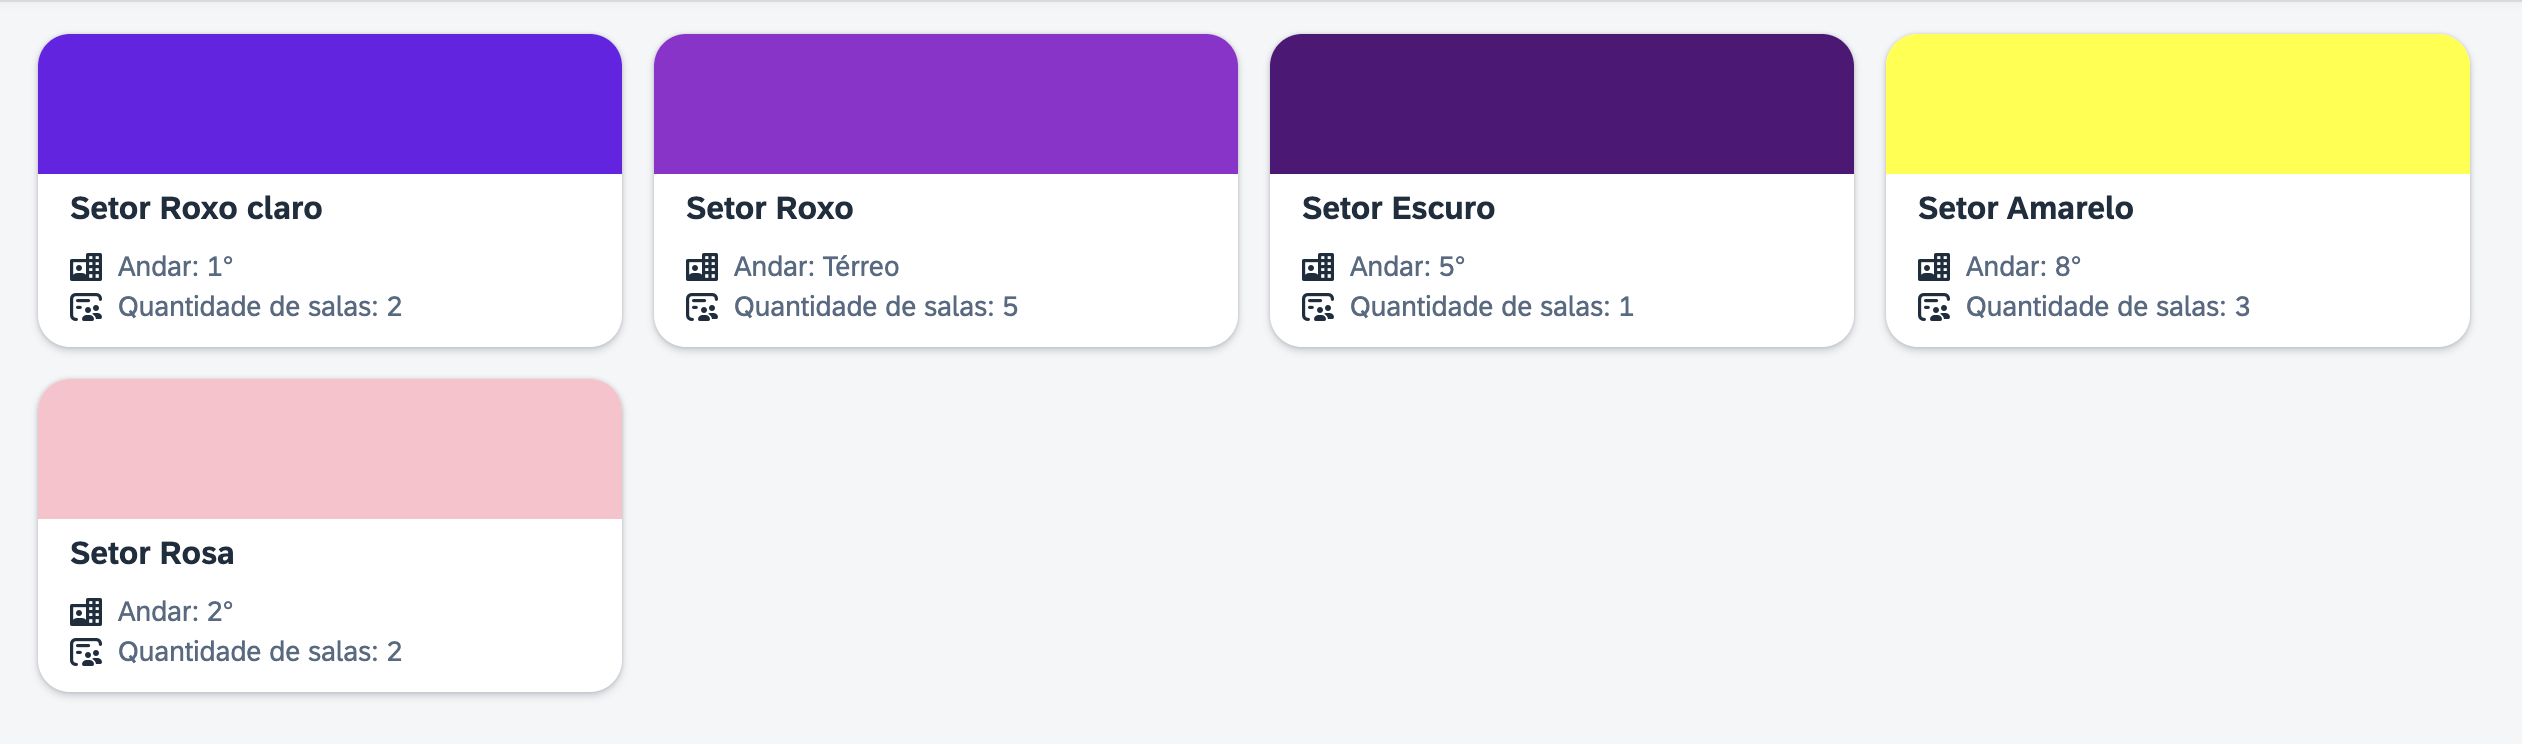 Setor Roxo claro
Andar: 1°
Quantidade de salas: 2
Setor Roxo
Andar: Térreo
Quantidade de salas: 5
Setor Escuro
Andar: 5°
Quantidade de salas: 1
Setor Amarelo
Andar: 8°
Quantidade de salas: 3
Setor Rosa
Andar: 2°
Quantidade de salas: 2